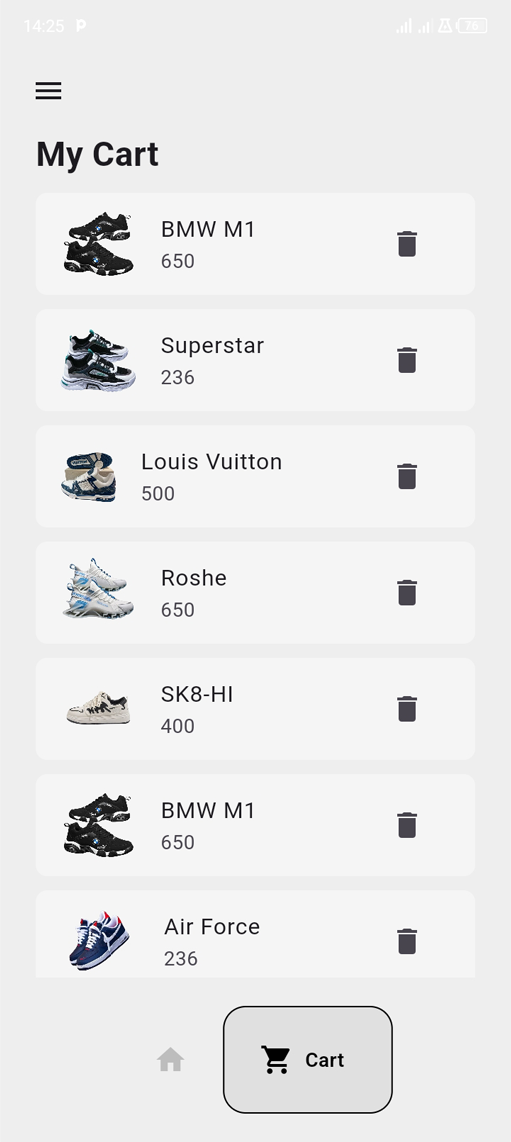 14:25
76
My Cart
BMW M1
650
Superstar
236
Louis Vuitton
500
Roshe
650
SK8-HI
400
BMW M1
650
Air Force
236
Cart